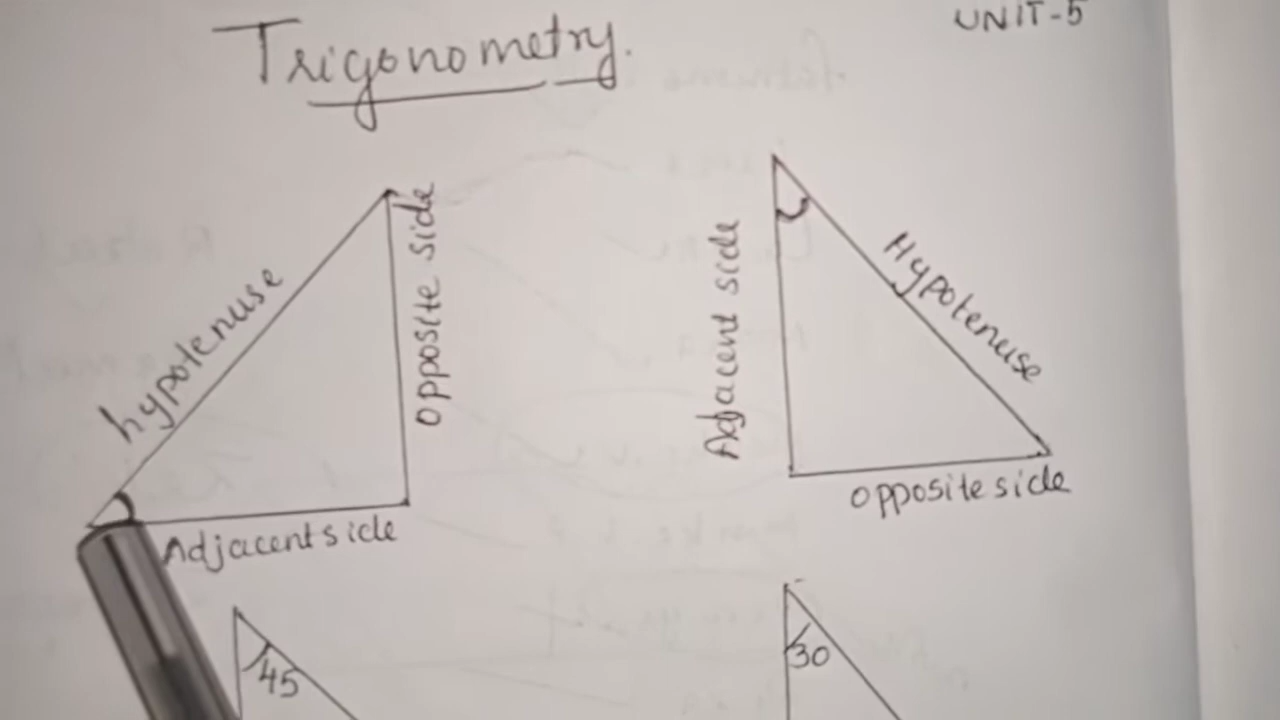 Trigonometry.
UNIT-5
hypotenuse
opposite side
Adjacent side
Adjacent side
Hypotenuse
opposite side
45
30